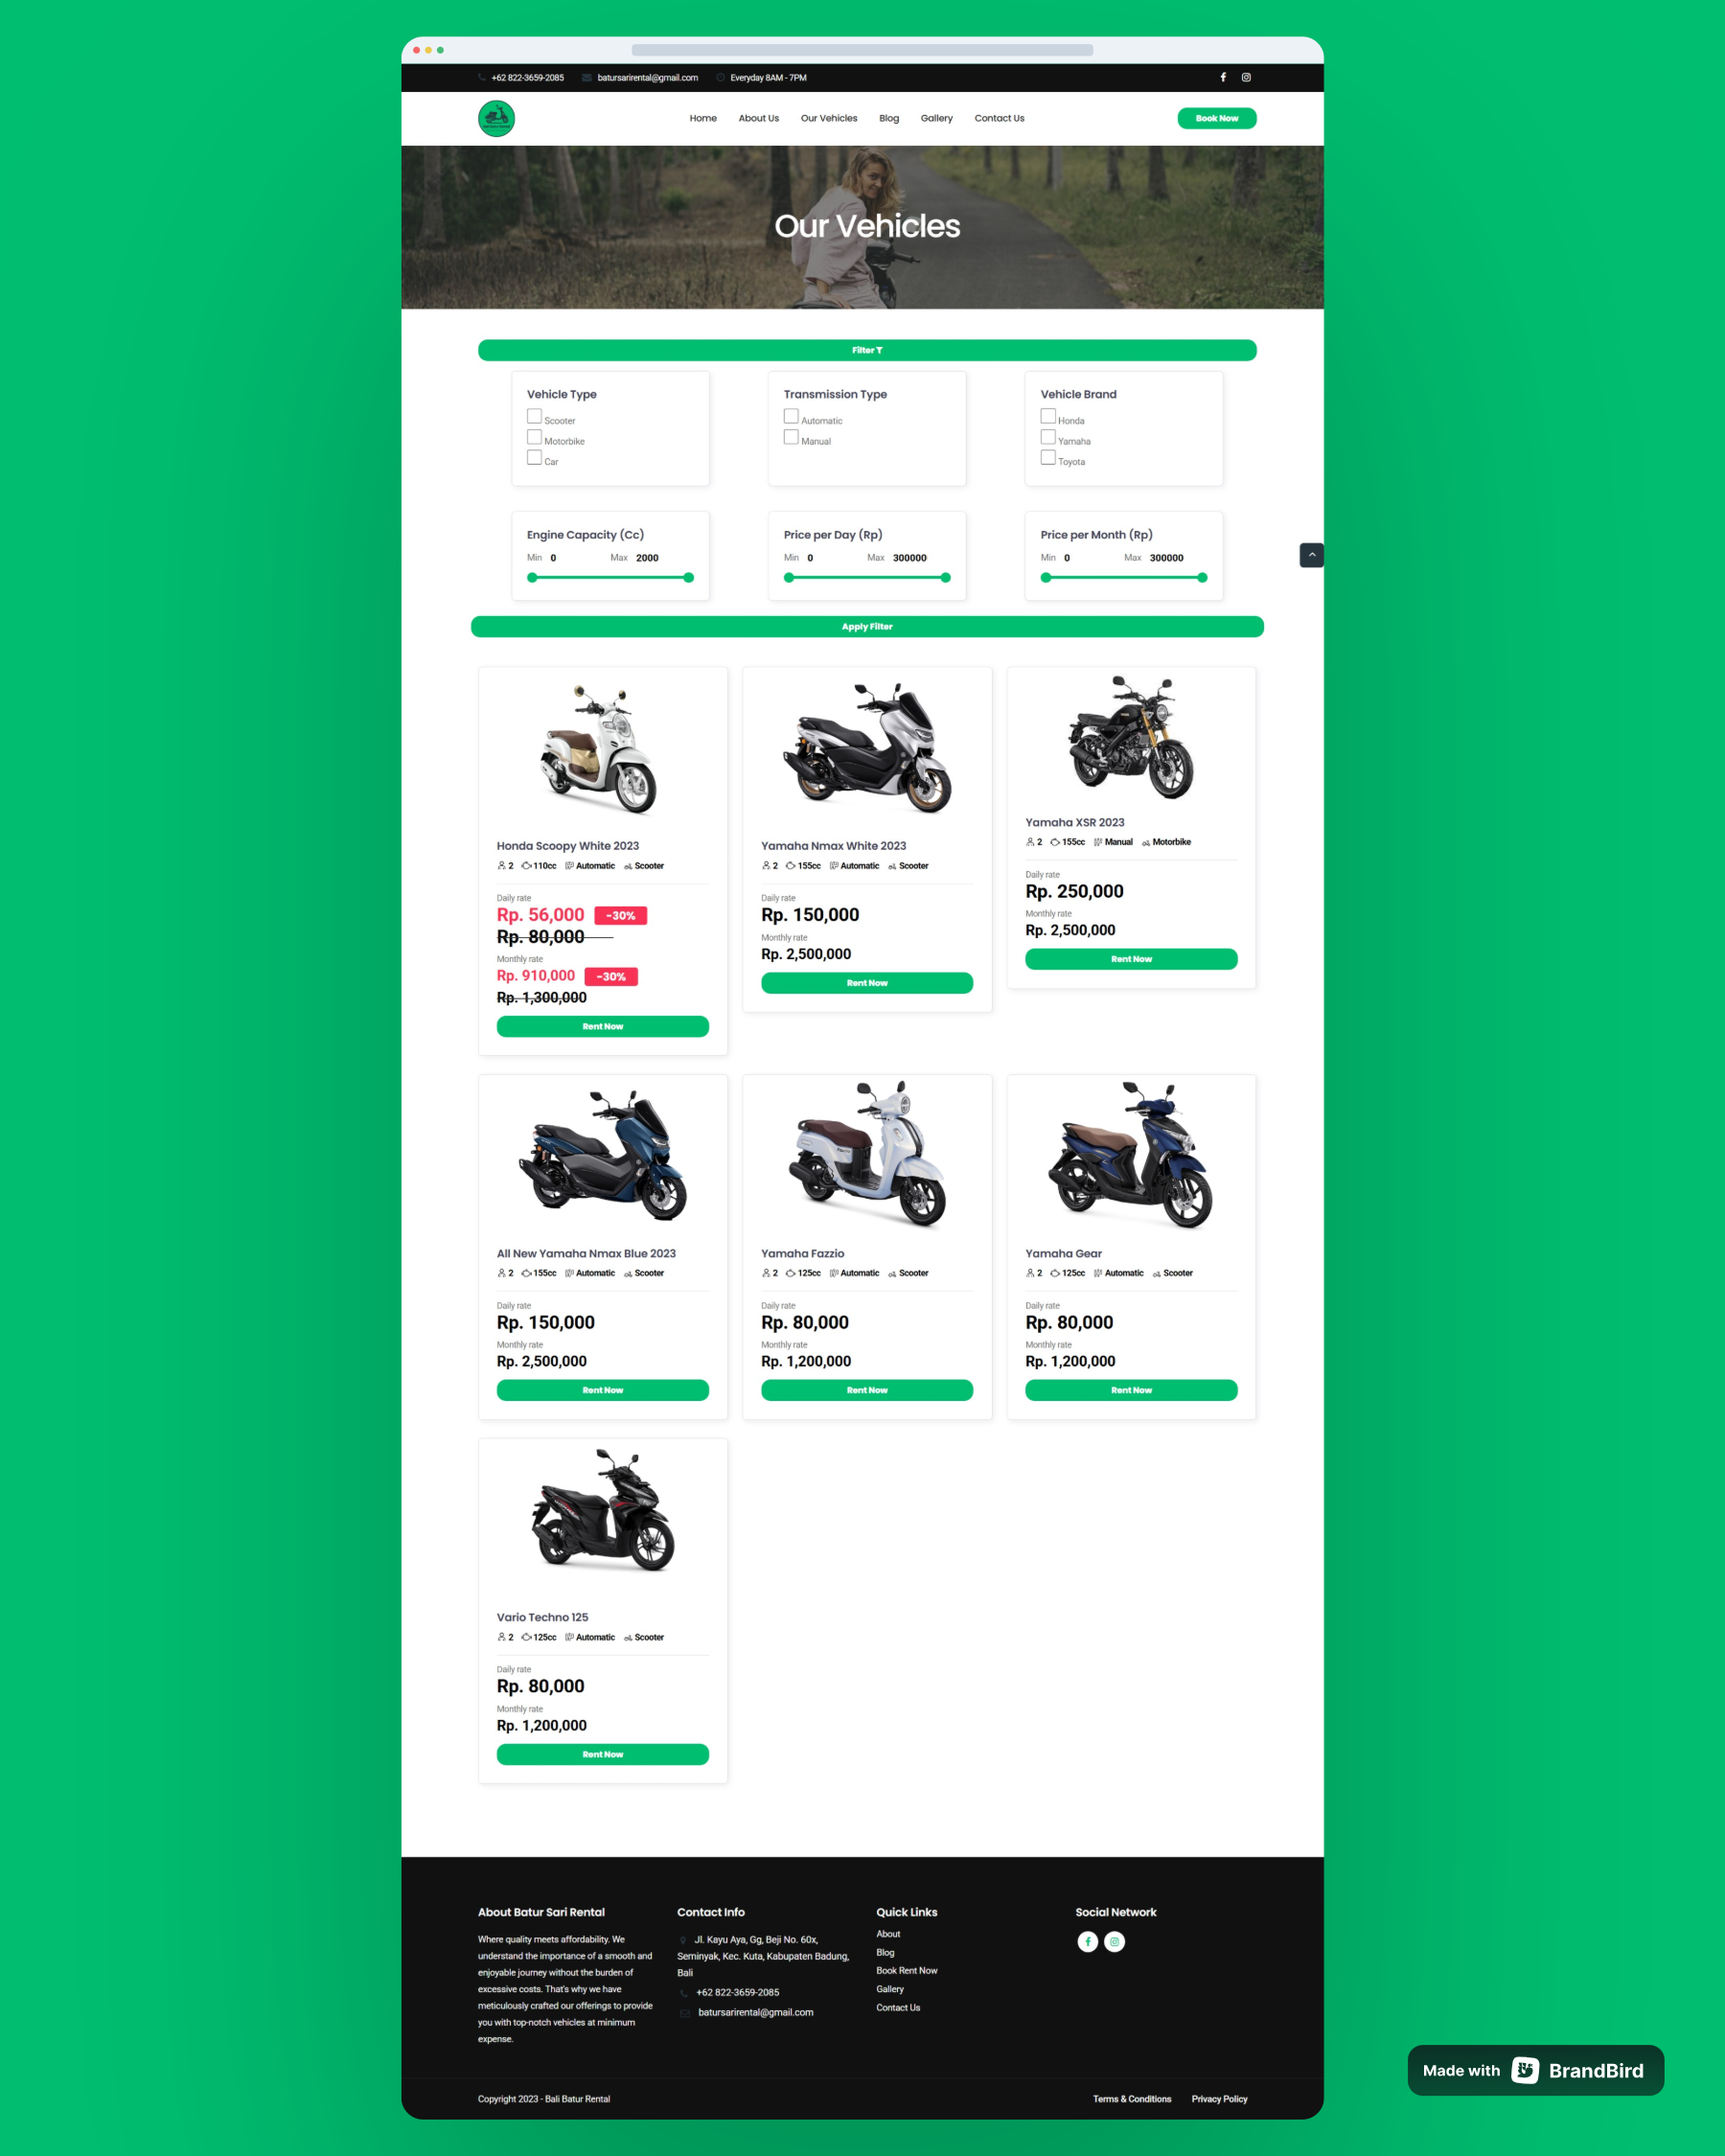 +62 822-3659-2085 batursarirental@gmail.com Everyday 8AM - 7PM
Home About Us Our Vehicles Blog Gallery Contact Us Book Now
Our Vehicles
Filter
Vehicle Type
Scooter
Motorbike
Car
Transmission Type
Automatic
Manual
Vehicle Brand
Honda
Yamaha
Toyota
Engine Capacity (Cc)
Min 0 Max 2000
Price per Day (Rp)
Min 0 Max 300000
Price per Month (Rp)
Min 0 Max 300000
Apply Filter
Honda Scoopy White 2023
2 110cc Automatic Scooter
Daily rate
Rp. 56,000 -30%
Rp. 80,000
Monthly rate
Rp. 910,000 -30%
Rp. 1,300,000
Rent Now
Yamaha Nmax White 2023
2 155cc Automatic Scooter
Daily rate
Rp. 150,000
Monthly rate
Rp. 2,500,000
Rent Now
Yamaha XSR 2023
2 155cc Manual Motorbike
Daily rate
Rp. 250,000
Monthly rate
Rp. 2,500,000
Rent Now
All New Yamaha Nmax Blue 2023
2 155cc Automatic Scooter
Daily rate
Rp. 150,000
Monthly rate
Rp. 2,500,000
Rent Now
Yamaha Fazzio
2 125cc Automatic Scooter
Daily rate
Rp. 80,000
Monthly rate
Rp. 1,200,000
Rent Now
Yamaha Gear
2 125cc Automatic Scooter
Daily rate
Rp. 80,000
Monthly rate
Rp. 1,200,000
Rent Now
Vario Techno 125
2 125cc Automatic Scooter
Daily rate
Rp. 80,000
Monthly rate
Rp. 1,200,000
Rent Now
About Batur Sari Rental
Where quality meets affordability. We
understand the importance of a smooth and
enjoyable journey without the burden of
excessive costs. That's why we have
meticulously crafted our offerings to provide
you with top-notch vehicles at minimum
expense.
Contact Info
Jl. Kayu Aya, Gg, Beji No. 60x,
Seminyak, Kec. Kuta, Kabupaten Badung,
Bali
+62 822-3659-2085
batursarirental@gmail.com
Quick Links
About
Blog
Book Rent Now
Gallery
Contact Us
Social Network
Copyright 2023 - Bali Batur Rental
Terms & Conditions Privacy Policy
Made with BrandBird